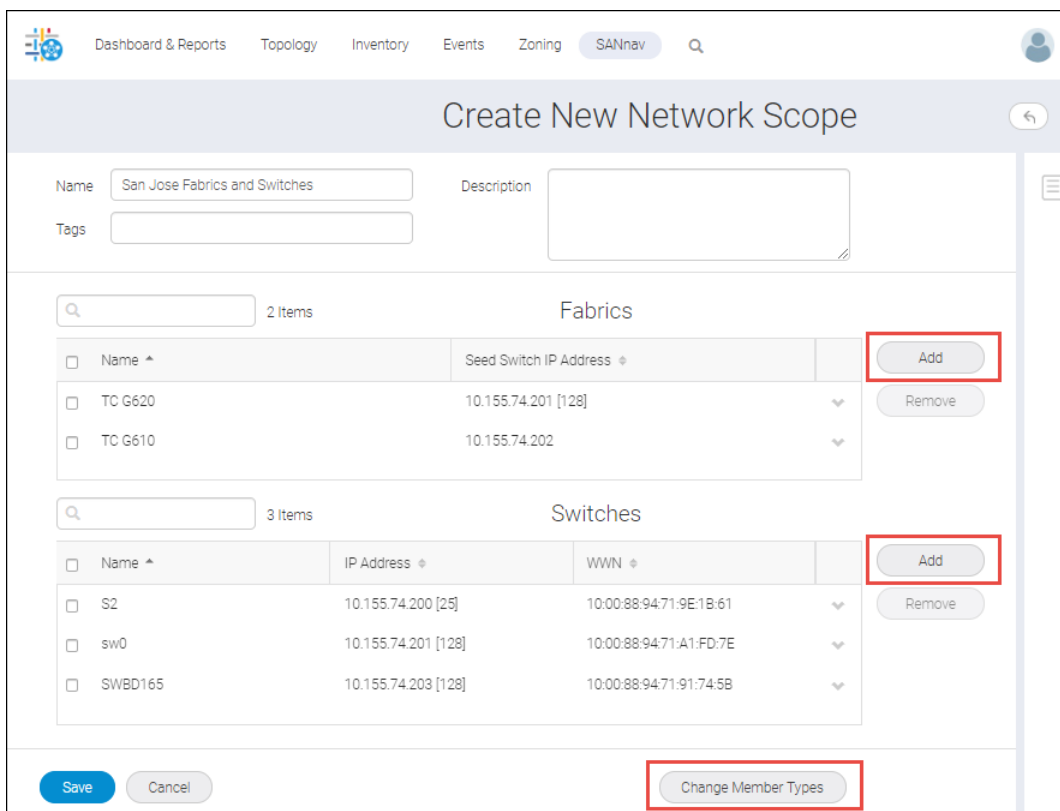 Dashboard & Reports Topology Inventory Events Zoning SANnav
Create New Network Scope
Name San Jose Fabrics and Switches Description
Tags
2 Items Fabrics
Name Seed Switch IP Address Add
TC G620 10.155.74.201 [128] Remove
TC G610 10.155.74.202
3 Items Switches
Name IP Address WWN Add
S2 10.155.74.200 [25] 10:00:88:94:71:9E:1B:61 Remove
sw0 10.155.74.201 [128] 10:00:88:94:71:A1:FD:7E
SWBD165 10.155.74.203 [128] 10:00:88:94:71:91:74:5B
Save Cancel Change Member Types